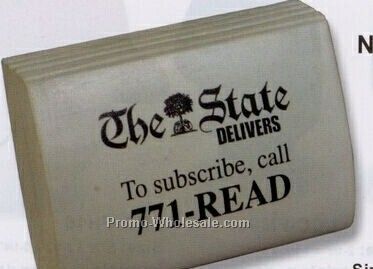 N
The State
DELIVERS
To subscribe, call
771-READ
Promo-Wholesale.com